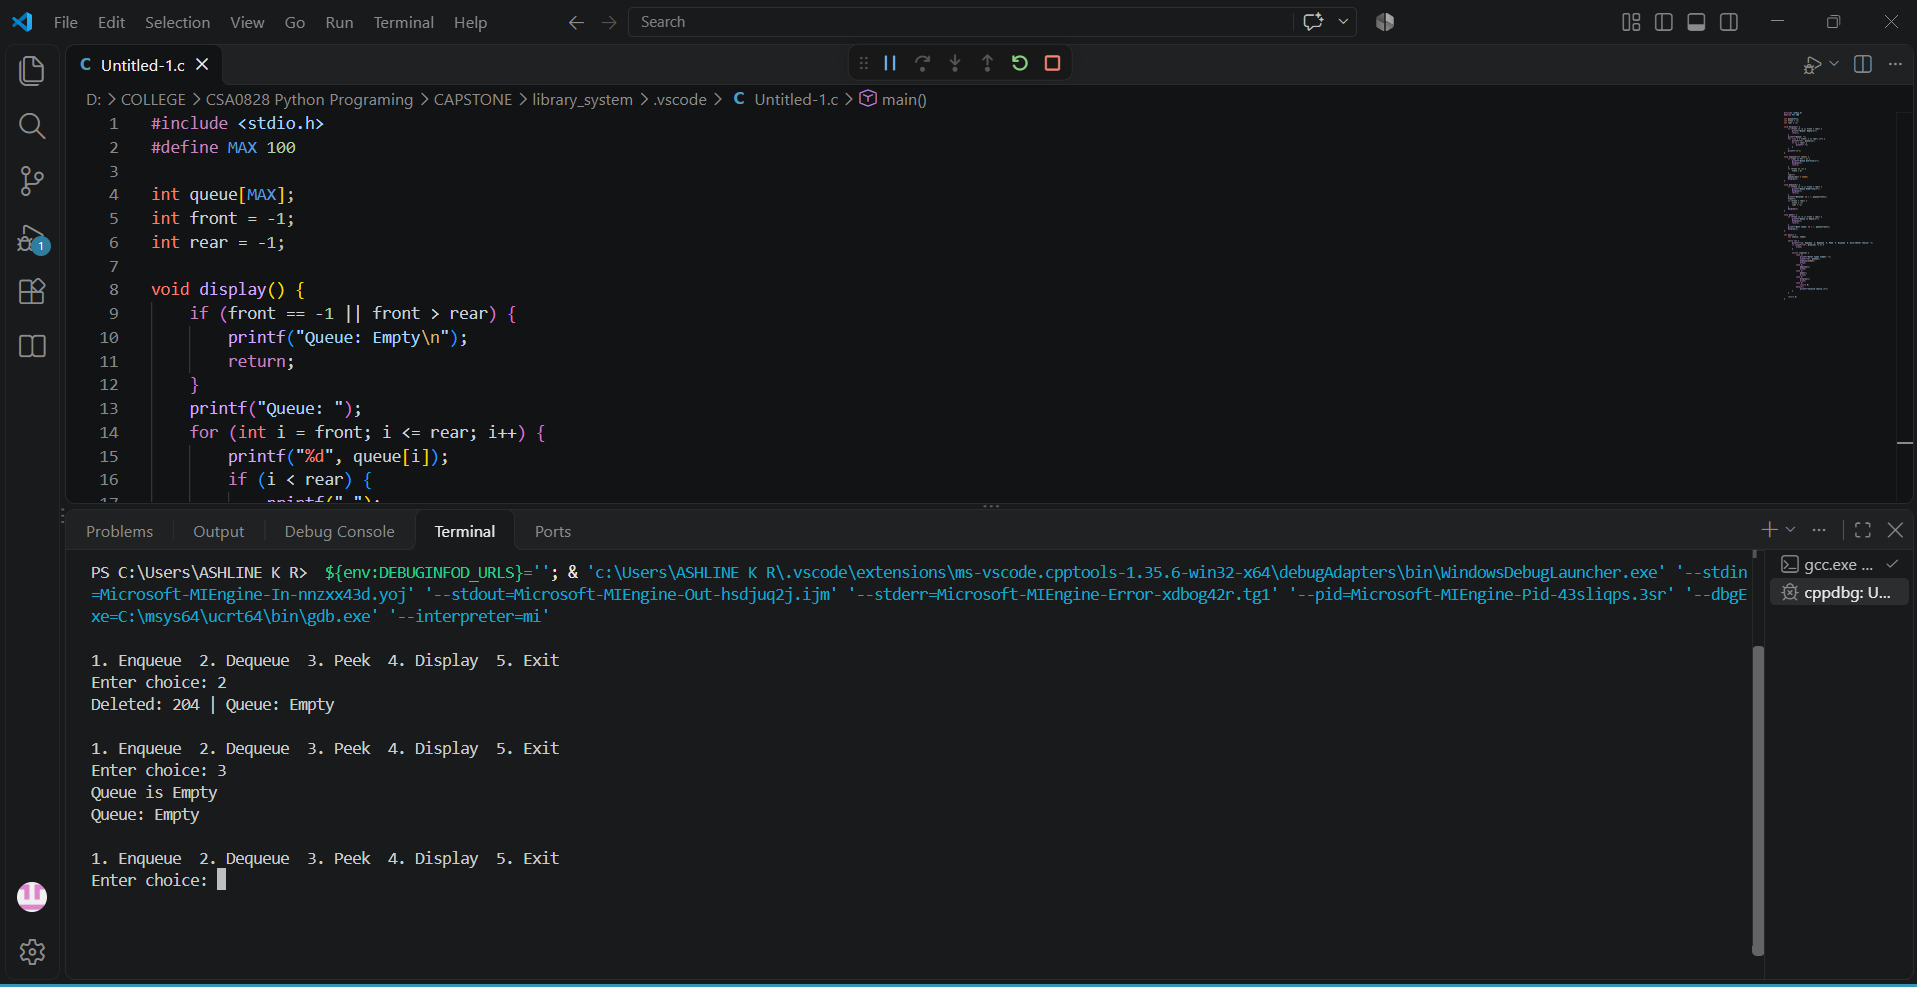 File Edit Selection View Go Run Terminal Help Search
C Untitled-1.c
D: > COLLEGE > CSA0828 Python Programing > CAPSTONE > library_system > .vscode > C Untitled-1.c > main()
1 #include <stdio.h>
2 #define MAX 100
3
4 int queue[MAX];
5 int front = -1;
6 int rear = -1;
7
8 void display() {
9 if (front == -1 || front > rear) {
10 printf("Queue: Empty\n");
11 return;
12 }
13 printf("Queue: ");
14 for (int i = front; i <= rear; i++) {
15 printf("%d", queue[i]);
16 if (i < rear) {
17 printf(" ");
1
Problems Output Debug Console Terminal Ports
PS C:\Users\ASHLINE K R> ${env:DEBUGINFOD_URLS}=''; & 'c:\Users\ASHLINE K R\.vscode\extensions\ms-vscode.cpptools-1.35.6-win32-x64\debugAdapters\bin\WindowsDebugLauncher.exe' '--stdin
=Microsoft-MIEngine-In-nnzxx43d.yoj' '--stdout=Microsoft-MIEngine-Out-hsdjuq2j.ijm' '--stderr=Microsoft-MIEngine-Error-xdbog42r.tg1' '--pid=Microsoft-MIEngine-Pid-43sliqps.3sr' '--dbgE
xe=C:\msys64\ucrt64\bin\gdb.exe' '--interpreter=mi'
1. Enqueue 2. Dequeue 3. Peek 4. Display 5. Exit
Enter choice: 2
Deleted: 204 | Queue: Empty
1. Enqueue 2. Dequeue 3. Peek 4. Display 5. Exit
Enter choice: 3
Queue is Empty
Queue: Empty
1. Enqueue 2. Dequeue 3. Peek 4. Display 5. Exit
Enter choice:
gcc.exe ...
cppdbg: U...